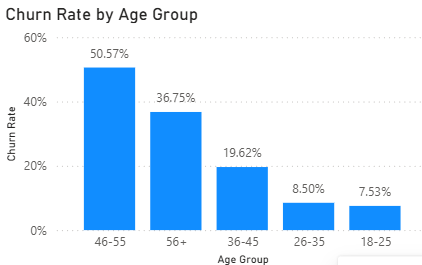 Churn Rate by Age Group
60%
50.57%
36.75%
40%
19.62%
20%
8.50%
7.53%
0%
46-55 56+ 36-45 26-35 18-25
Churn Rate
Age Group